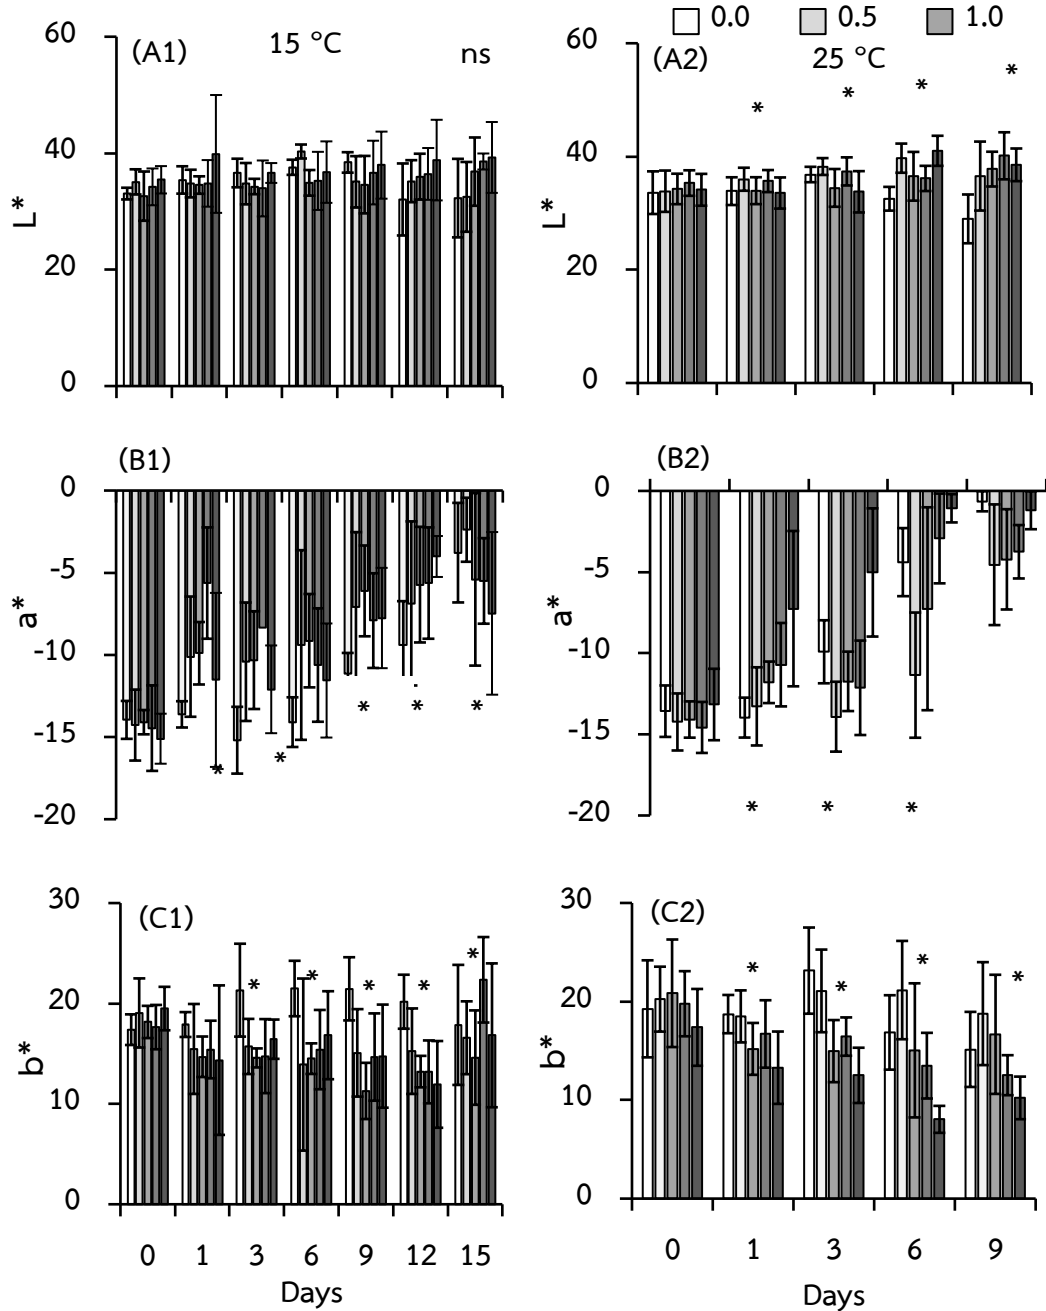 0.0 0.5 1.0
(A1) 15 °C ns
60
40
20
0
L*
(A2) 25 °C
* * * *
60
40
20
0
L*
(B1)
0
-5
-10
-15
-20
a*
* * * * *
(B2)
0
-5
-10
-15
-20
a*
* * *
(C1)
30
20
10
0
b*
* * * * *
0 1 3 6 9 12 15
Days
(C2)
30
20
10
0
b*
* * * *
0 1 3 6 9
Days